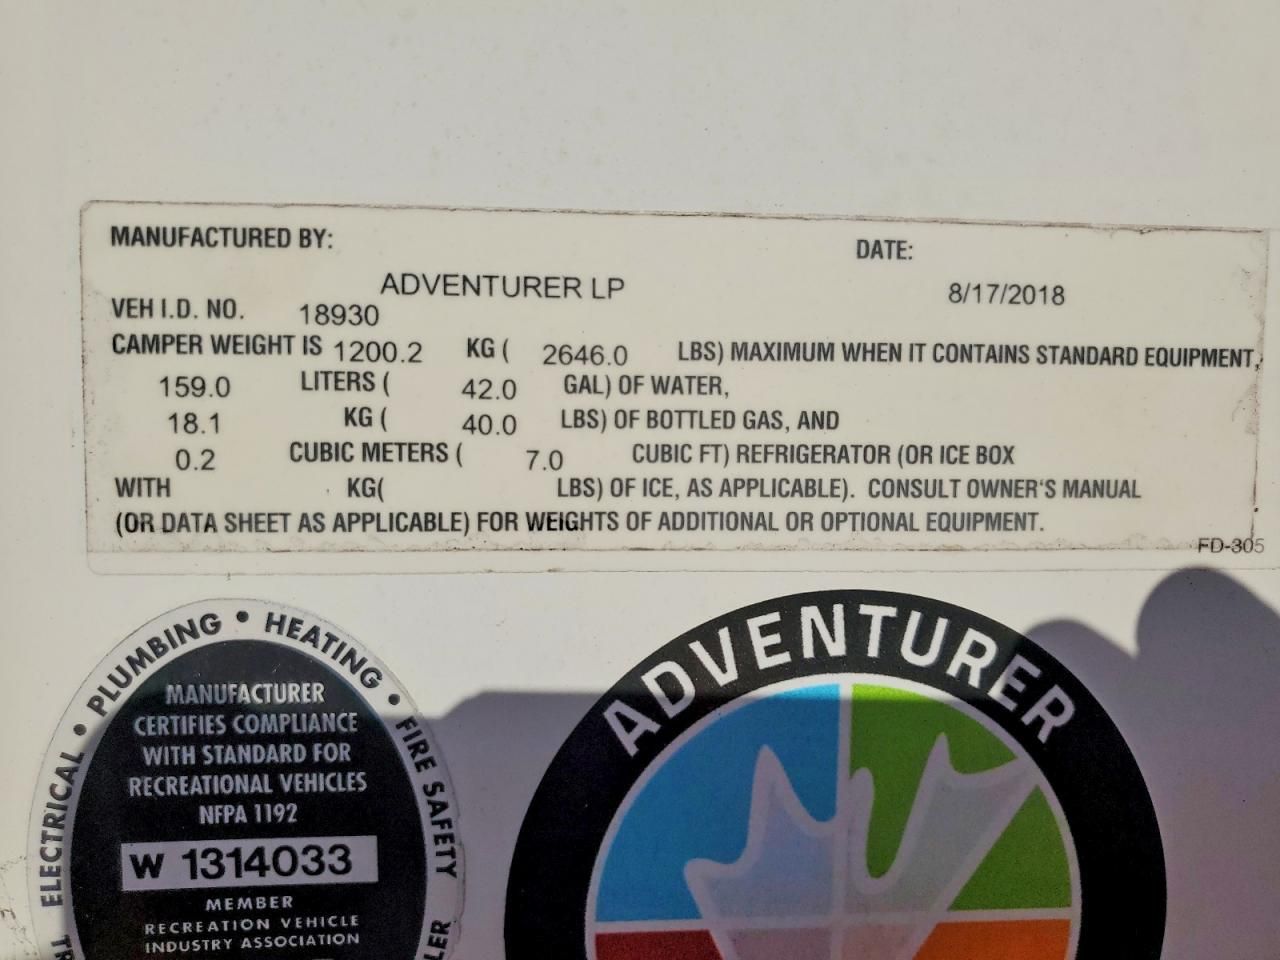 MANUFACTURED BY: DATE:
ADVENTURER LP 8/17/2018
VEH I.D. NO. 18930
CAMPER WEIGHT IS 1200.2 KG ( 2646.0 LBS) MAXIMUM WHEN IT CONTAINS STANDARD EQUIPMENT,
159.0 LITERS ( 42.0 GAL) OF WATER,
18.1 KG ( 40.0 LBS) OF BOTTLED GAS, AND
0.2 CUBIC METERS ( 7.0 CUBIC FT) REFRIGERATOR (OR ICE BOX
WITH KG( LBS) OF ICE, AS APPLICABLE). CONSULT OWNER'S MANUAL
(OR DATA SHEET AS APPLICABLE) FOR WEIGHTS OF ADDITIONAL OR OPTIONAL EQUIPMENT.
FD-305
ELECTRICAL • PLUMBING • HEATING • FIRE SAFETY
MANUFACTURER
CERTIFIES COMPLIANCE
WITH STANDARD FOR
RECREATIONAL VEHICLES
NFPA 1192
W 1314033
MEMBER
RECREATION VEHICLE
INDUSTRY ASSOCIATION
ADVENTURER